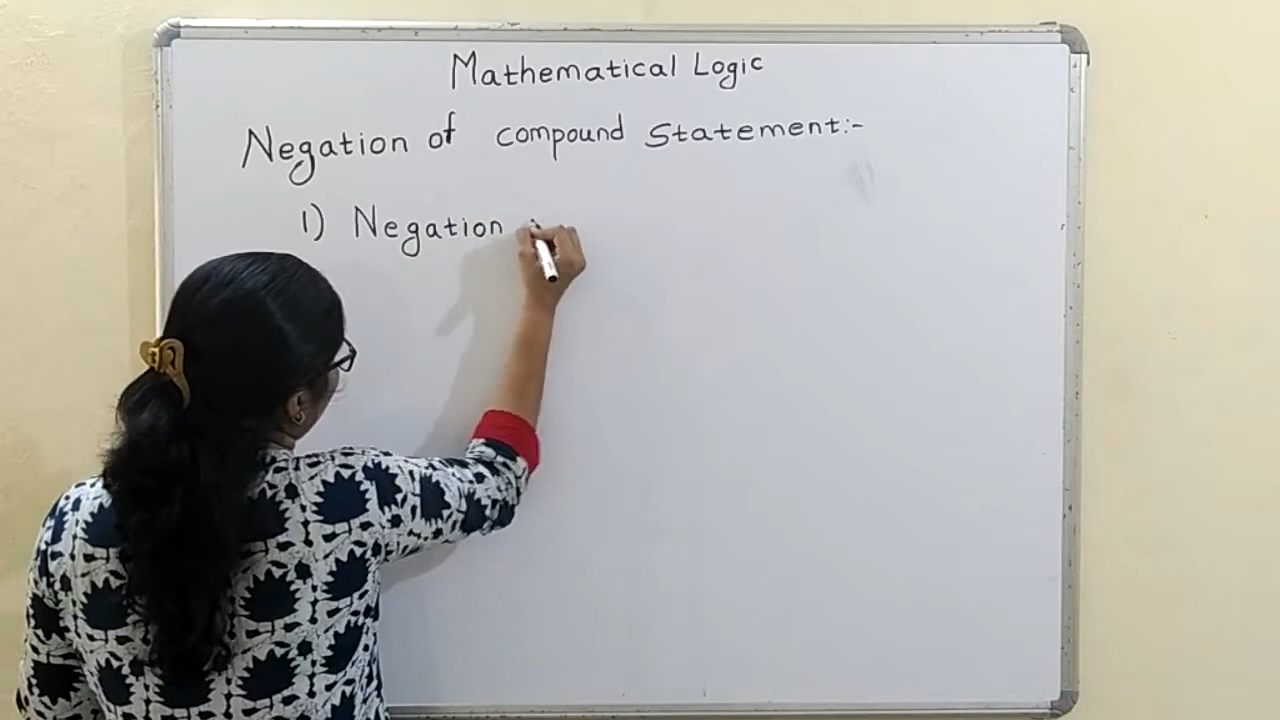 Mathematical Logic
Negation of compound Statement:-
1) Negation